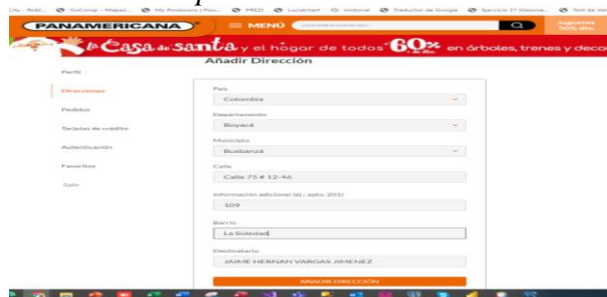 PANAMERICANA
MENÚ
la Casa de santa y el hogar de todos 60% en árboles, trenes y deco
Añadir Dirección
Perfil
Direcciones
Pedidos
Tarjetas de crédito
Autenticación
Favoritos
Salir
País
Colombia
Departamento
Boyacá
Municipio
Busbanzá
Calle
Calle 75 # 12-46
Información adicional (ej.: apto. 201)
109
Barrio
La Soledad
Destinatario
JAIME HERNAN VARGAS JIMENEZ
AÑADIR DIRECCIÓN